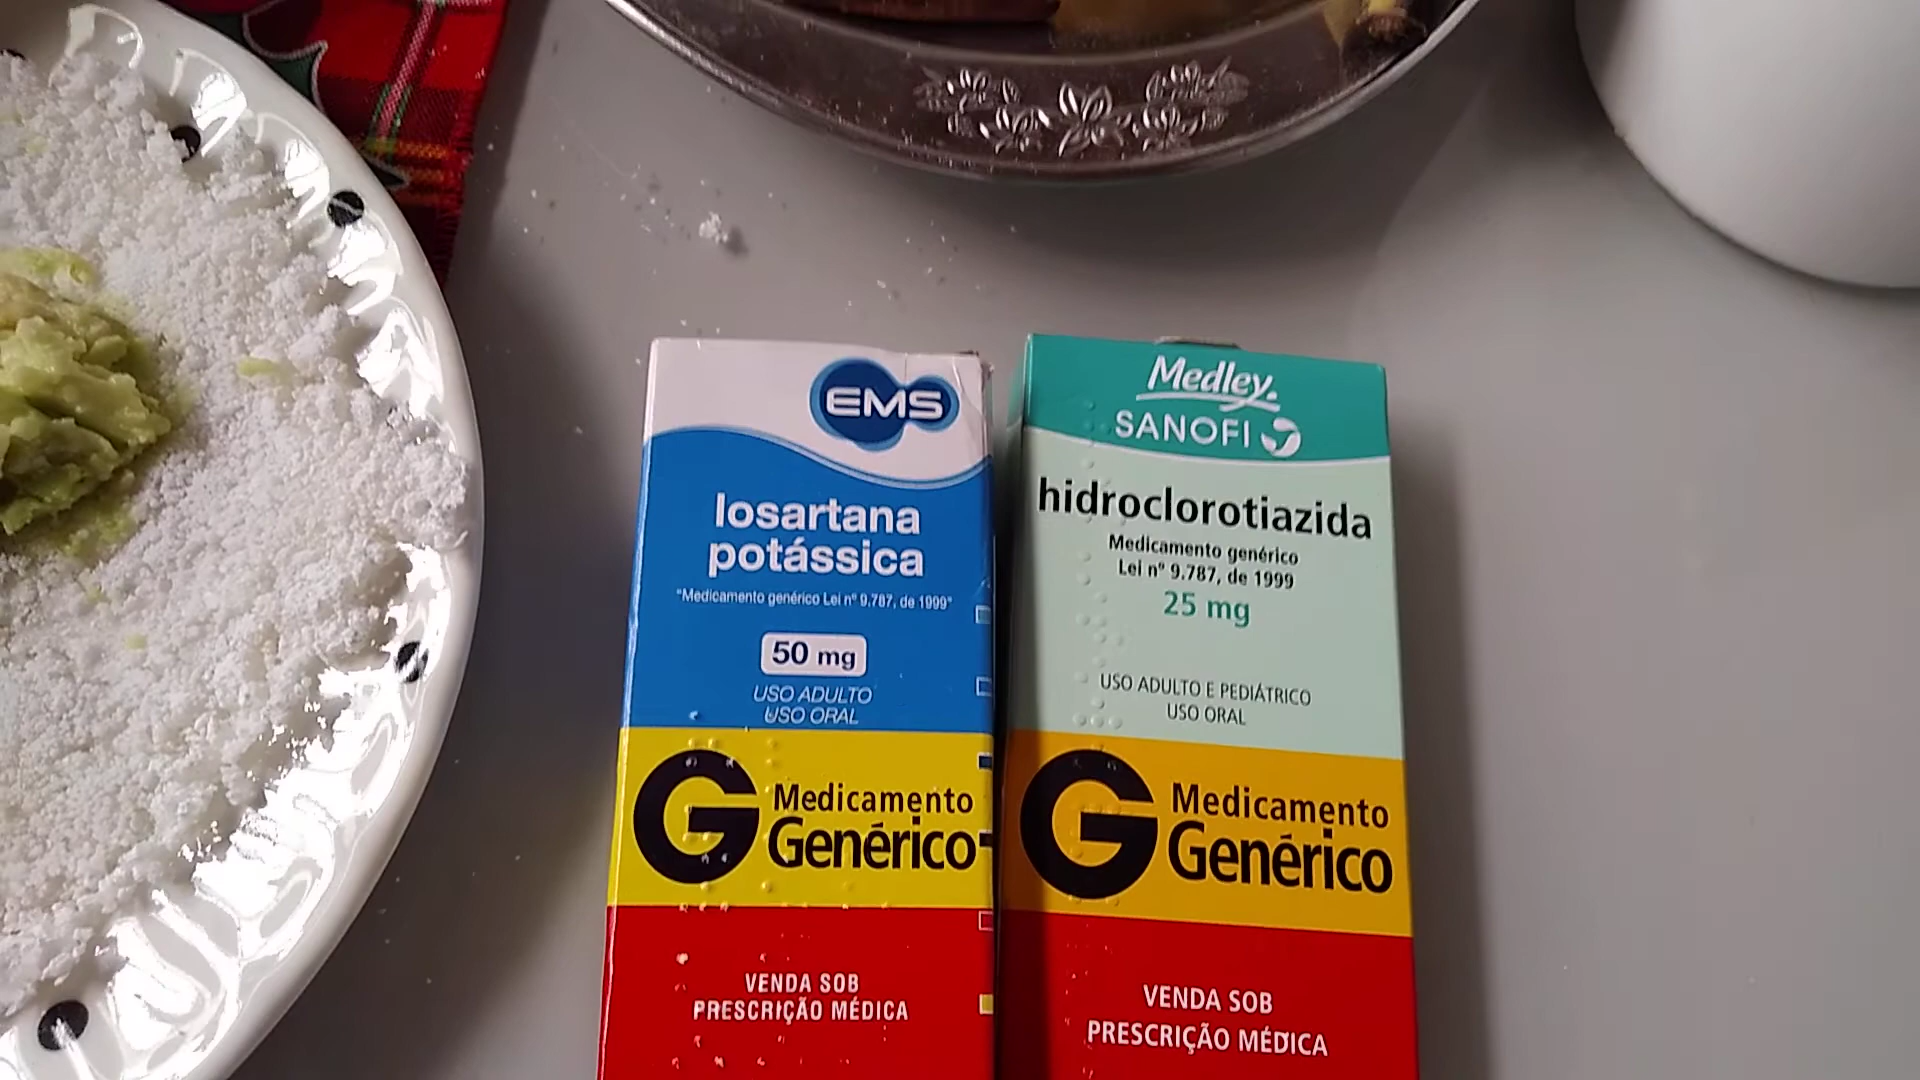 EMS
losartana
potássica
"Medicamento genérico Lei nº 9.787, de 1999"
50 mg
USO ADULTO
USO ORAL
G Medicamento
Genérico
VENDA SOB
PRESCRIÇÃO MÉDICA
Medley.
SANOFI
hidroclorotiazida
Medicamento genérico
Lei nº 9.787, de 1999
25 mg
USO ADULTO E PEDIÁTRICO
USO ORAL
G Medicamento
Genérico
VENDA SOB
PRESCRIÇÃO MÉDICA